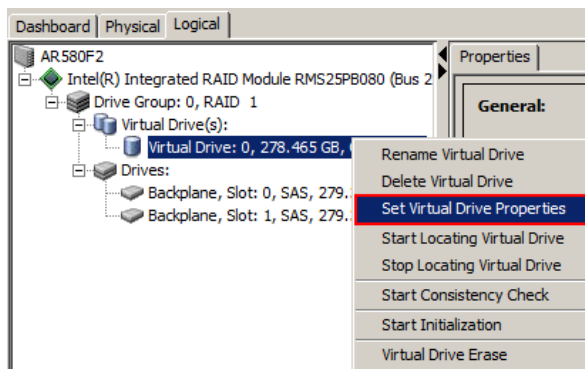 Dashboard Physical Logical
AR580F2
Intel(R) Integrated RAID Module RMS25PB080 (Bus 2
Drive Group: 0, RAID 1
Virtual Drive(s):
Virtual Drive: 0, 278.465 GB,
Drives:
Backplane, Slot: 0, SAS, 279.
Backplane, Slot: 1, SAS, 279.
Properties
General:
Rename Virtual Drive
Delete Virtual Drive
Set Virtual Drive Properties
Start Locating Virtual Drive
Stop Locating Virtual Drive
Start Consistency Check
Start Initialization
Virtual Drive Erase